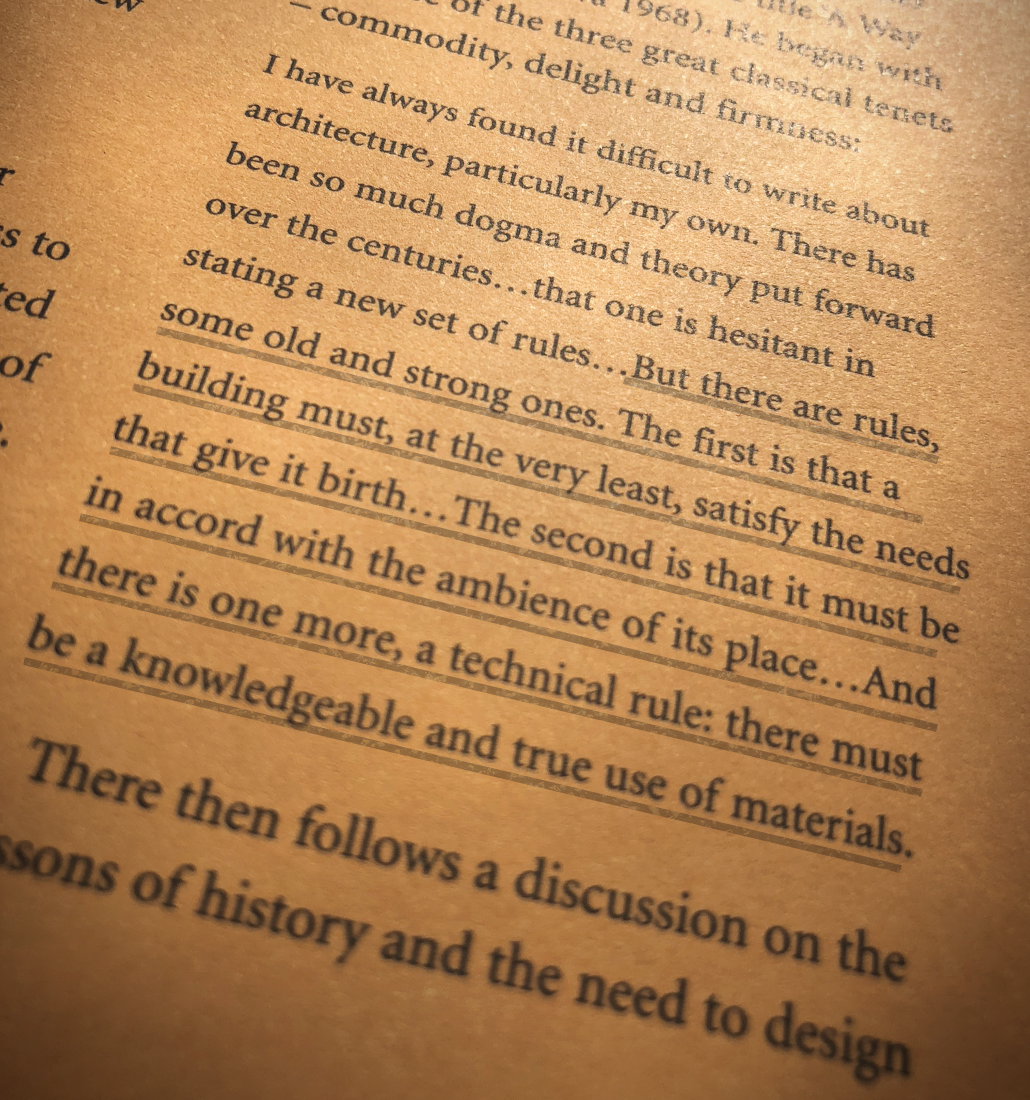 ew
title 'A Way
1968). He began with
of the three great classical tenets
– commodity, delight and firmness:
I have always found it difficult to write about
architecture, particularly my own. There has
been so much dogma and theory put forward
over the centuries…that one is hesitant in
stating a new set of rules…But there are rules,
some old and strong ones. The first is that a
building must, at the very least, satisfy the needs
that give it birth…The second is that it must be
in accord with the ambience of its place…And
there is one more, a technical rule: there must
be a knowledgeable and true use of materials.
There then follows a discussion on the
ssons of history and the need to design
r
s to
ted
of